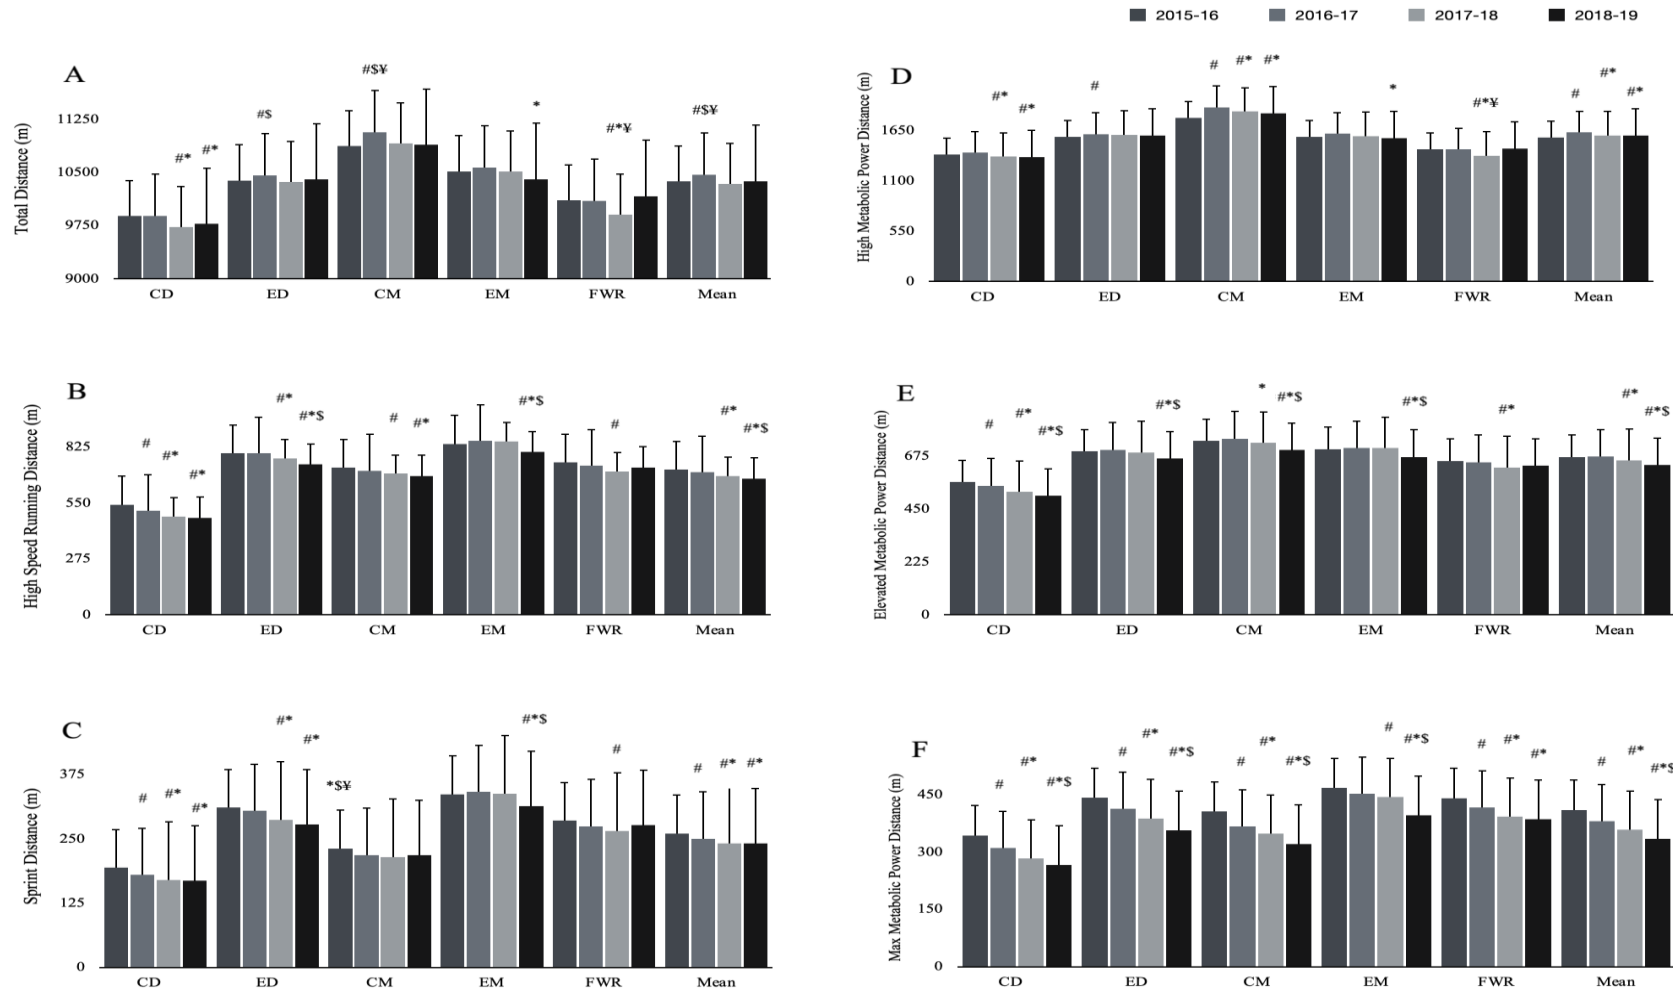 2015-16 2016-17 2017-18 2018-19
A
Total Distance (m)
11250
10500
9750
9000
#* #* #$ #$¥ * #*¥ #$¥
CD ED CM EM FWR Mean
D
High Metabolic Power Distance (m)
1650
1100
550
0
#* #* # # #* #* * #*¥ # #* #*
CD ED CM EM FWR Mean
B
High Speed Running Distance (m)
825
550
275
0
# #* #* #* #*$ # #* #*$ # #* #*$
CD ED CM EM FWR Mean
E
Elevated Metabolic Power Distance (m)
675
450
225
0
# #* #*$ #*$ * #*$ #*$ #* #* #*$
CD ED CM EM FWR Mean
C
Sprint Distance (m)
375
250
125
0
# #* #* #* #* *$¥ #*$ # # #* #*
CD ED CM EM FWR Mean
F
Max Metabolic Power Distance (m)
450
300
150
0
# #* #*$ # #* #*$ # #* #*$ # #*$ # #* #* # #* #*$
CD ED CM EM FWR Mean